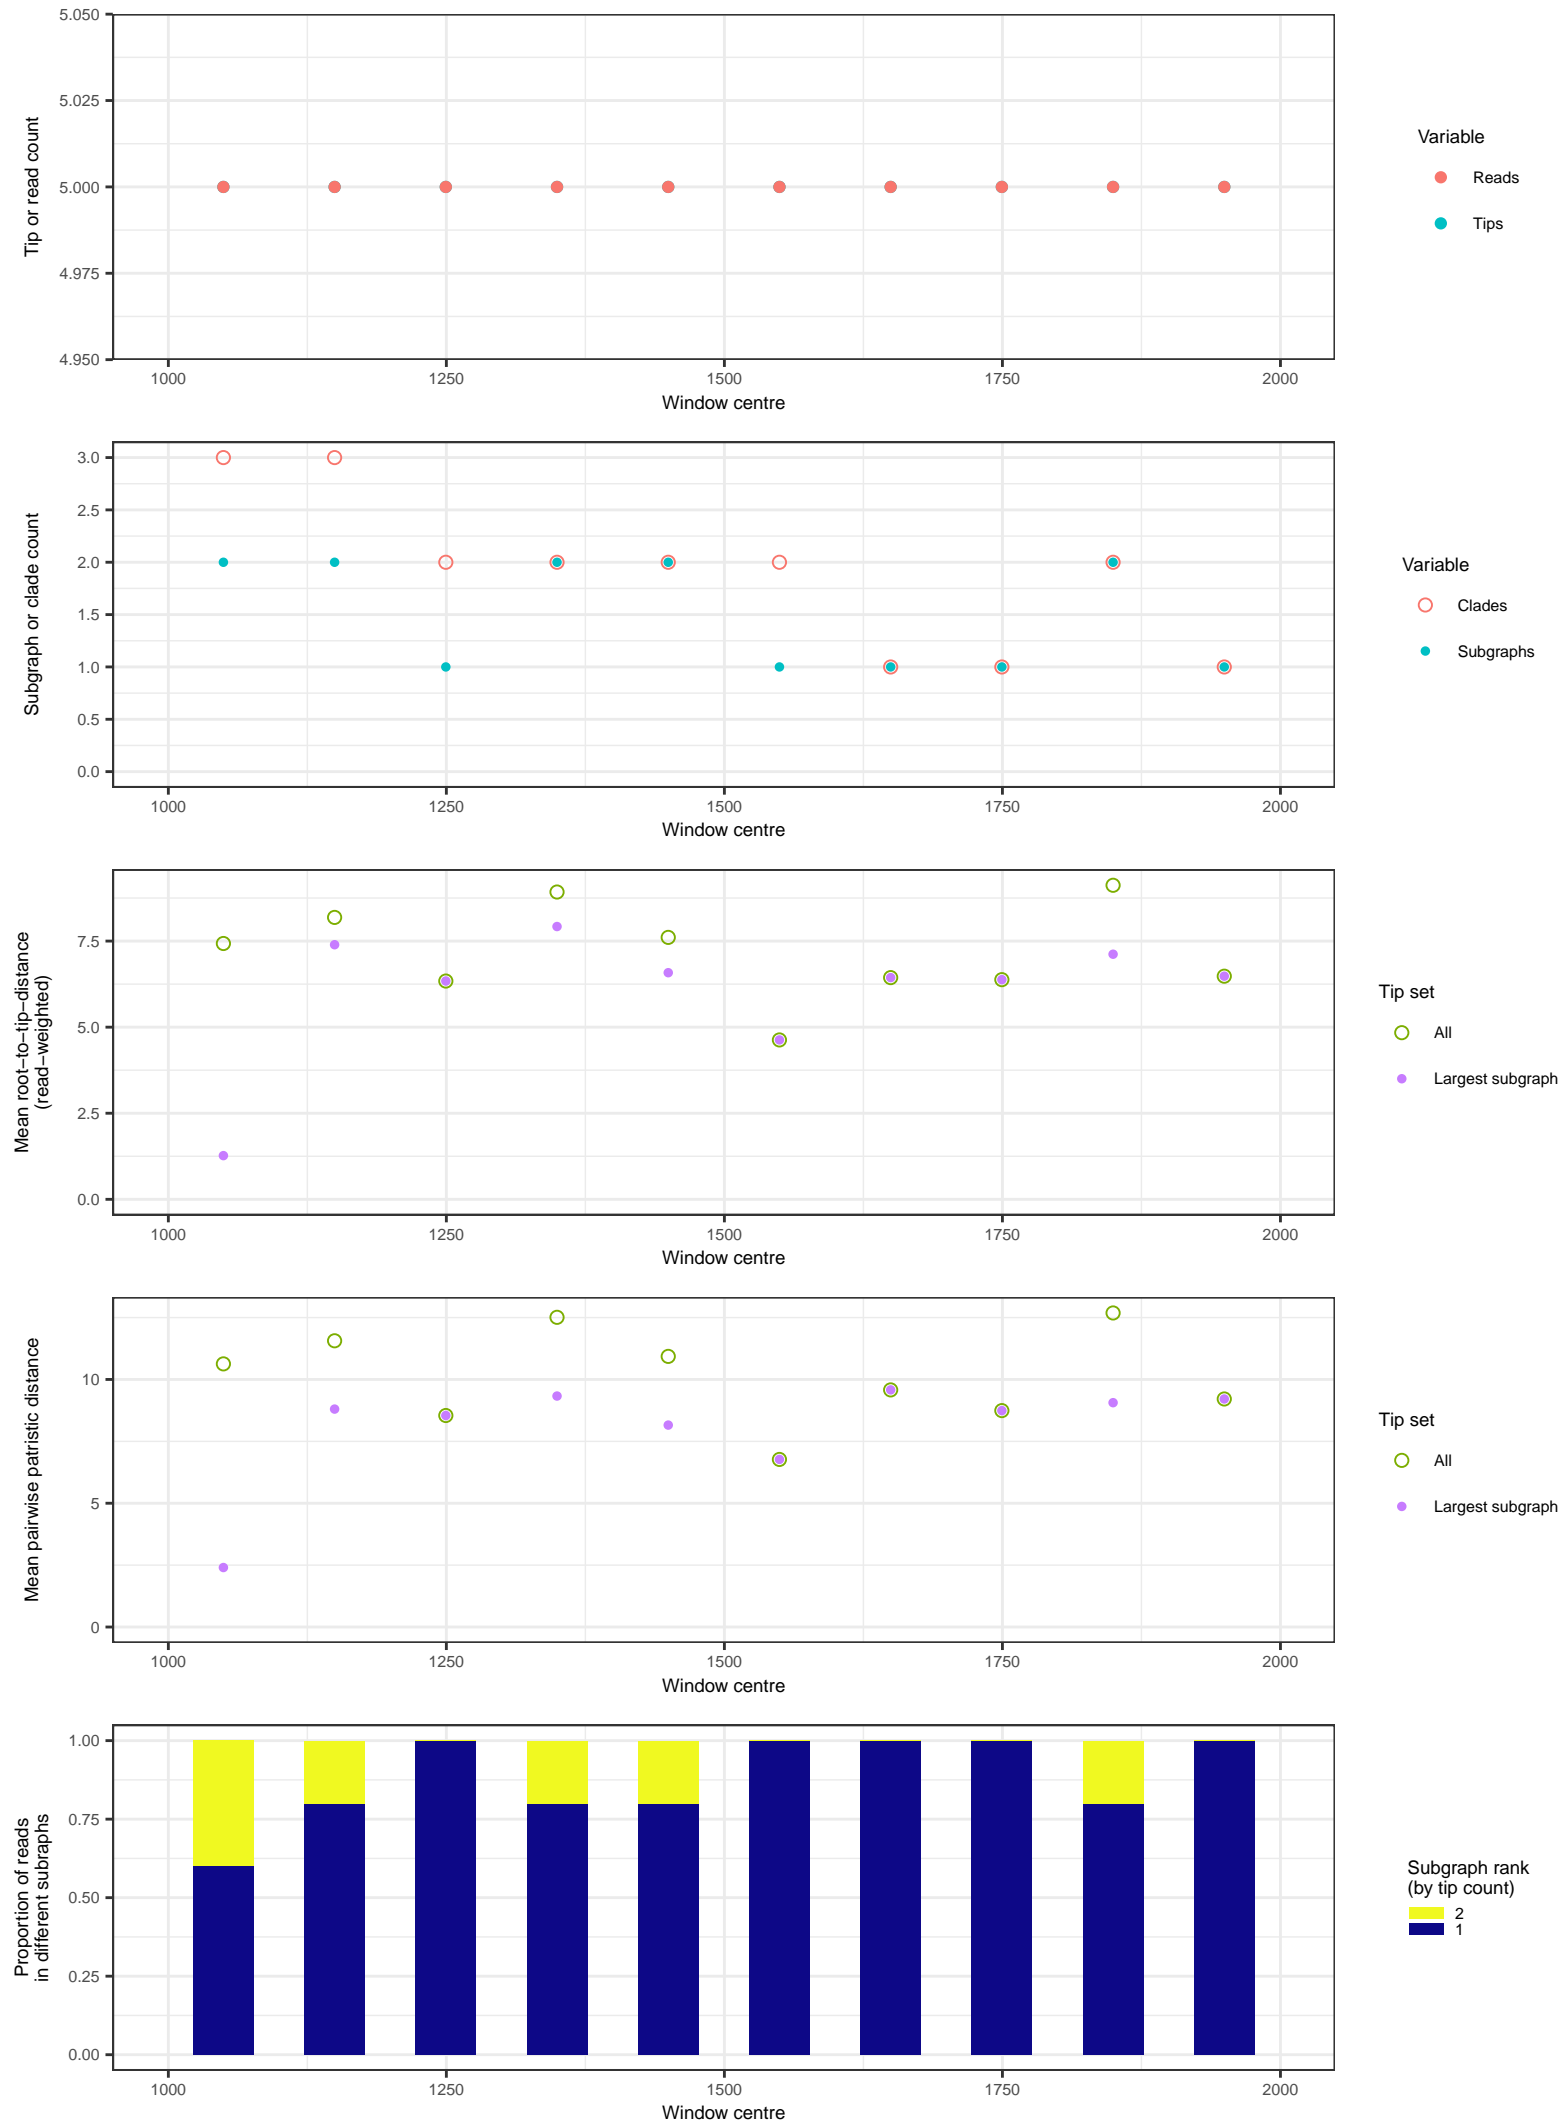 5.050
5.025
5.000
4.975
4.950
Tip or read count
1000 1250 1500 1750 2000
Window centre
Variable
Reads
Tips
3.0
2.5
2.0
1.5
1.0
0.5
0.0
Subgraph or clade count
1000 1250 1500 1750 2000
Window centre
Variable
Clades
Subgraphs
7.5
5.0
2.5
0.0
Mean root−to−tip−distance
(read−weighted)
1000 1250 1500 1750 2000
Window centre
Tip set
All
Largest subgraph
10
5
0
Mean pairwise patristic distance
1000 1250 1500 1750 2000
Window centre
Tip set
All
Largest subgraph
1.00
0.75
0.50
0.25
0.00
Proportion of reads
in different subraphs
1000 1250 1500 1750 2000
Window centre
Subgraph rank
(by tip count)
2
1